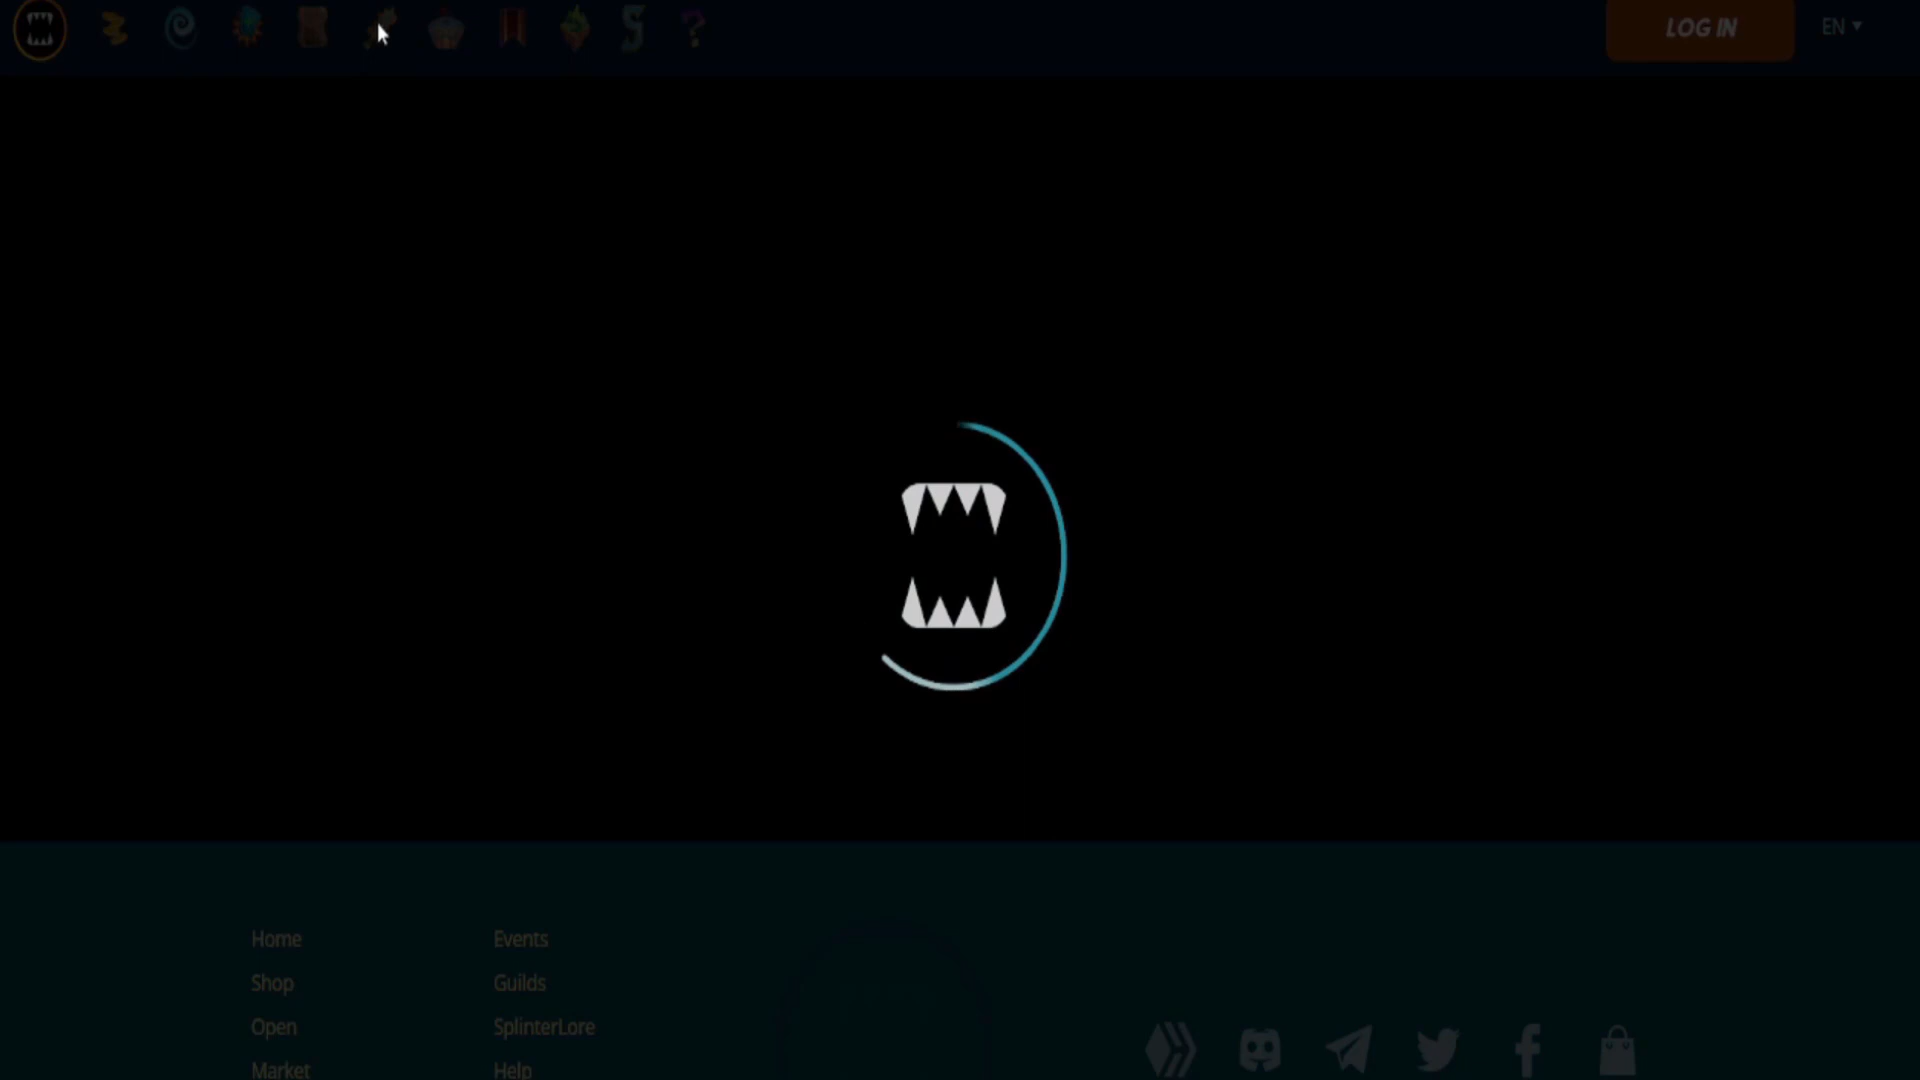 LOG IN
EN
Home
Events
Shop
Guilds
Open
SplinterLore
Market
Help